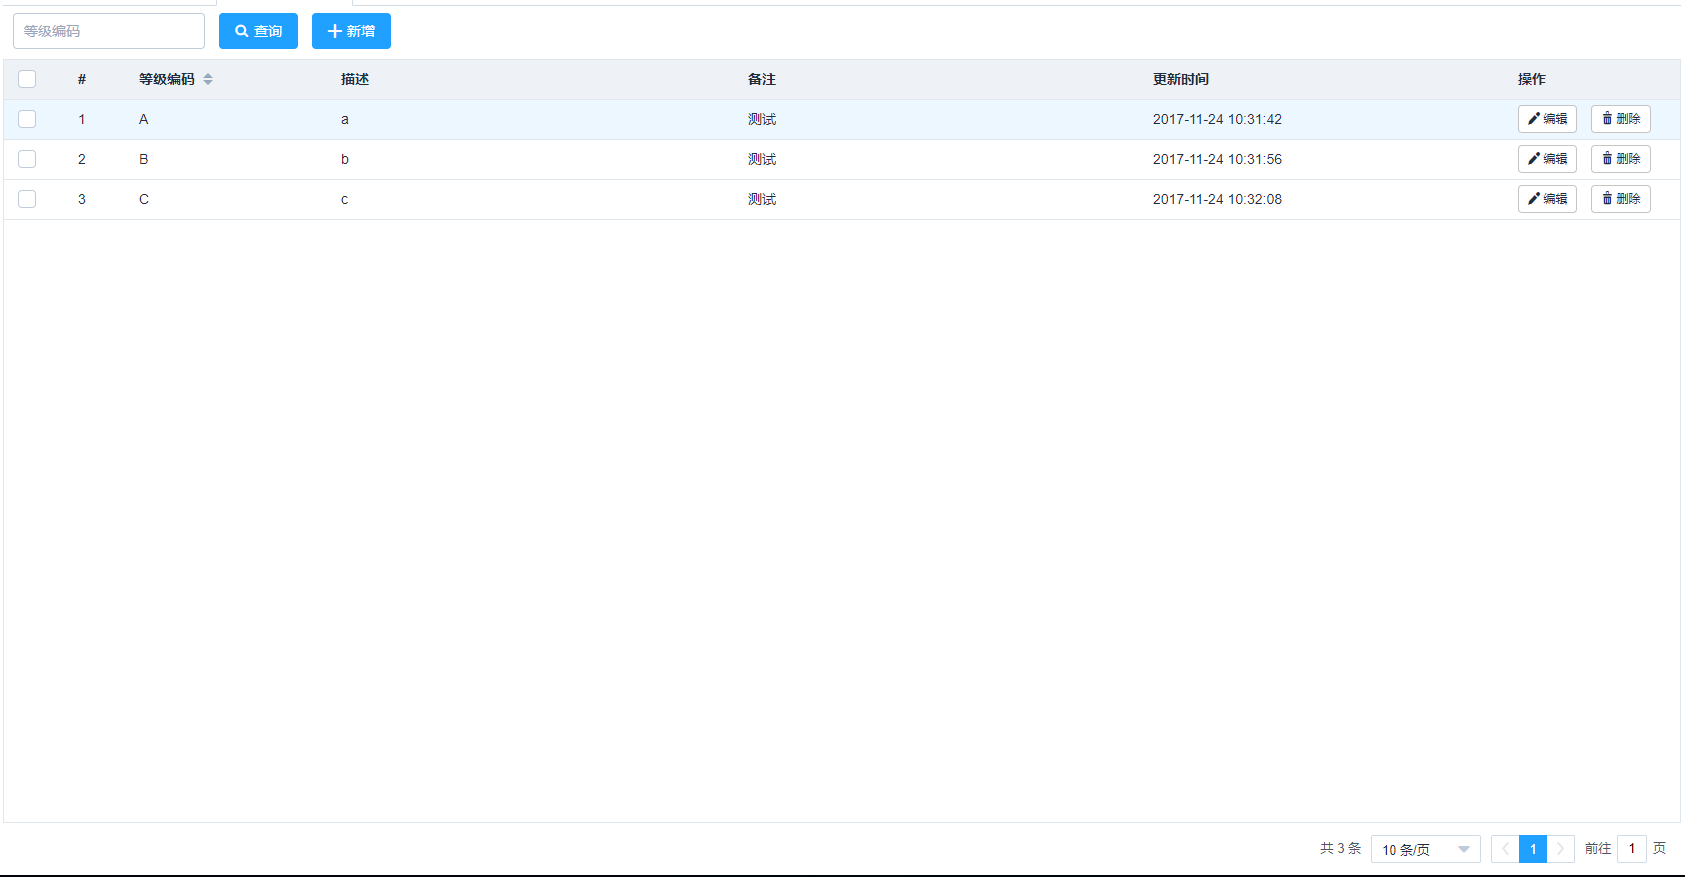 等级编码 查询 新增
# 等级编码 描述 备注 更新时间 操作
1 A a 测试 2017-11-24 10:31:42 编辑 删除
2 B b 测试 2017-11-24 10:31:56 编辑 删除
3 C c 测试 2017-11-24 10:32:08 编辑 删除
共 3 条 10 条/页 1 前往 1 页